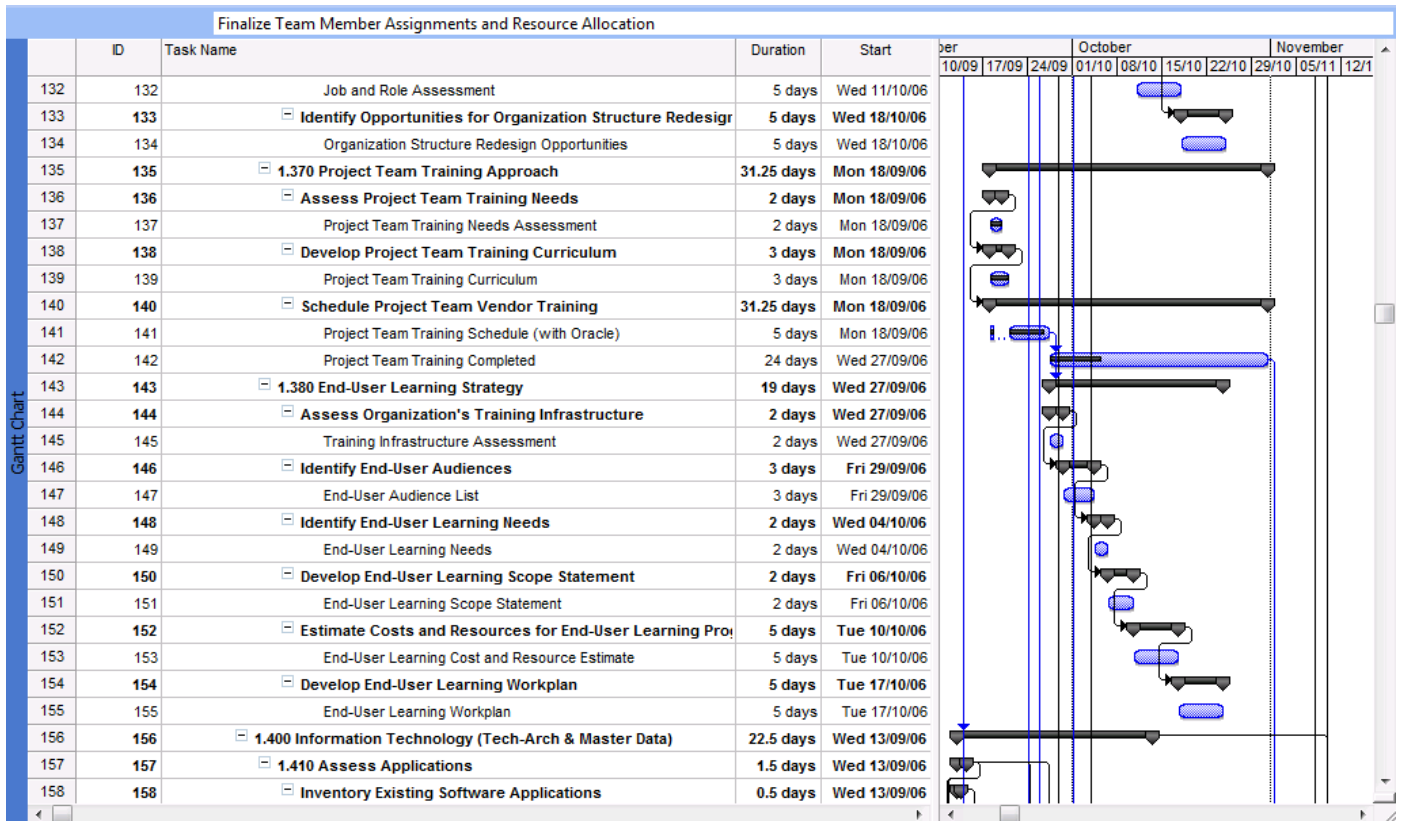 Finalize Team Member Assignments and Resource Allocation
ID Task Name Duration Start ber October November
10/09 17/09 24/09 01/10 08/10 15/10 22/10 29/10 05/11 12/1
132 132 Job and Role Assessment 5 days Wed 11/10/06
133 133 Identify Opportunities for Organization Structure Redesign 5 days Wed 18/10/06
134 134 Organization Structure Redesign Opportunities 5 days Wed 18/10/06
135 135 1.370 Project Team Training Approach 31.25 days Mon 18/09/06
136 136 Assess Project Team Training Needs 2 days Mon 18/09/06
137 137 Project Team Training Needs Assessment 2 days Mon 18/09/06
138 138 Develop Project Team Training Curriculum 3 days Mon 18/09/06
139 139 Project Team Training Curriculum 3 days Mon 18/09/06
140 140 Schedule Project Team Vendor Training 31.25 days Mon 18/09/06
141 141 Project Team Training Schedule (with Oracle) 5 days Mon 18/09/06
142 142 Project Team Training Completed 24 days Wed 27/09/06
143 143 1.380 End-User Learning Strategy 19 days Wed 27/09/06
144 144 Assess Organization's Training Infrastructure 2 days Wed 27/09/06
145 145 Training Infrastructure Assessment 2 days Wed 27/09/06
146 146 Identify End-User Audiences 3 days Fri 29/09/06
147 147 End-User Audience List 3 days Fri 29/09/06
148 148 Identify End-User Learning Needs 2 days Wed 04/10/06
149 149 End-User Learning Needs 2 days Wed 04/10/06
150 150 Develop End-User Learning Scope Statement 2 days Fri 06/10/06
151 151 End-User Learning Scope Statement 2 days Fri 06/10/06
152 152 Estimate Costs and Resources for End-User Learning Prog 5 days Tue 10/10/06
153 153 End-User Learning Cost and Resource Estimate 5 days Tue 10/10/06
154 154 Develop End-User Learning Workplan 5 days Tue 17/10/06
155 155 End-User Learning Workplan 5 days Tue 17/10/06
156 156 1.400 Information Technology (Tech-Arch & Master Data) 22.5 days Wed 13/09/06
157 157 1.410 Assess Applications 1.5 days Wed 13/09/06
158 158 Inventory Existing Software Applications 0.5 days Wed 13/09/06
Gantt Chart